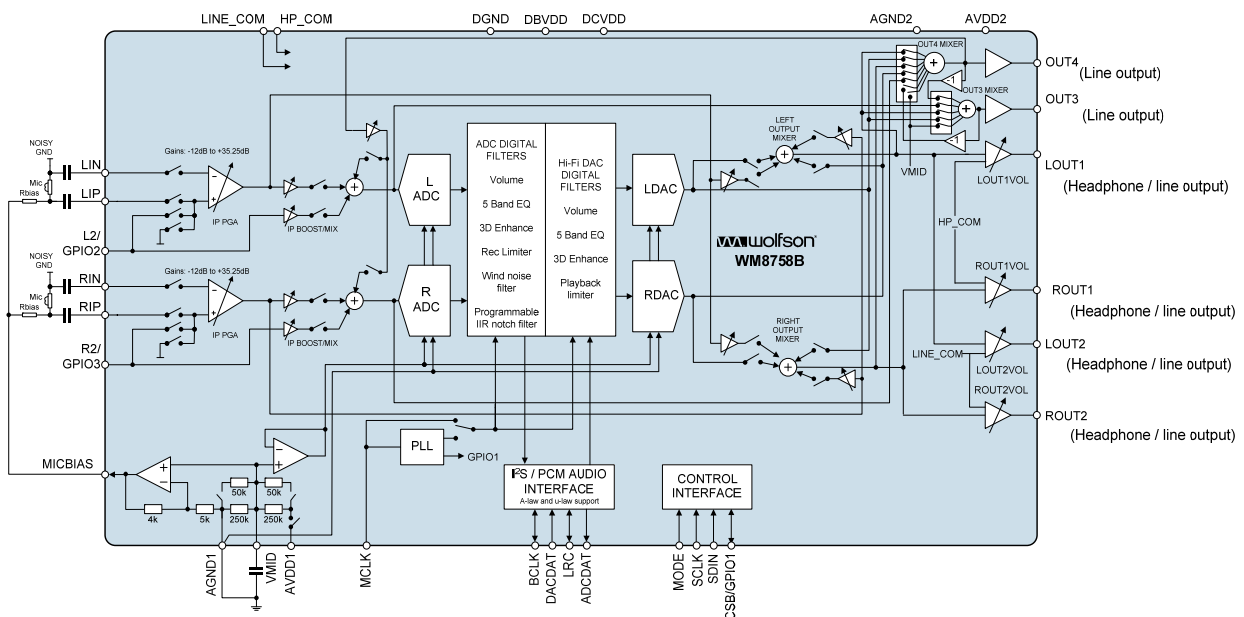 LINE_COM HP_COM
DGND DBVDD DCVDD
AGND2 AVDD2
OUT4 MIXER
-1
OUT4
(Line output)
OUT3 MIXER
OUT3
(Line output)
-1
LOUT1
(Headphone / line output)
LOUT1VOL
VMID
HP_COM
ROUT1VOL
ROUT1
(Headphone / line output)
LOUT2
(Headphone / line output)
LINE_COM
LOUT2VOL
ROUT2VOL
ROUT2
(Headphone / line output)
NOISY
GND
LIN
Mic
LIP
Rbias
L2/
GPIO2
Gains: -12dB to +35.25dB
-
+
IP PGA
IP BOOST/MIX
+
L
ADC
NOISY
GND
RIN
Mic
RIP
Rbias
R2/
GPIO3
Gains: -12dB to +35.25dB
-
+
IP PGA
IP BOOST/MIX
+
R
ADC
ADC DIGITAL
FILTERS
Volume
5 Band EQ
3D Enhance
Rec Limiter
Wind noise
filter
Programmable
IIR notch filter
Hi-Fi DAC
DIGITAL
FILTERS
Volume
5 Band EQ
3D Enhance
Playback
limiter
LDAC
RDAC
LEFT
OUTPUT
MIXER
+
wolfson®
WM8758B
RIGHT
OUTPUT
MIXER
+
MICBIAS
+
-
-
+
50k 50k
4k 5k 250k 250k
PLL
GPIO1
I²S / PCM AUDIO
INTERFACE
A-law and u-law support
CONTROL
INTERFACE
AGND1
VMID
AVDD1
MCLK
BCLK
DACDAT
LRC
ADCDAT
MODE
SCLK
SDIN
CSB/GPIO1